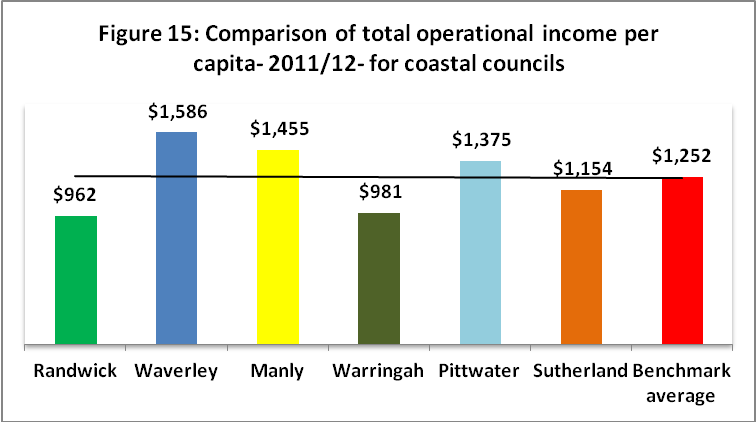 Figure 15: Comparison of total operational income per
capita- 2011/12- for coastal councils
$962
$1,586
$1,455
$981
$1,375
$1,154
$1,252
Randwick
Waverley
Manly
Warringah
Pittwater
Sutherland
Benchmark
average